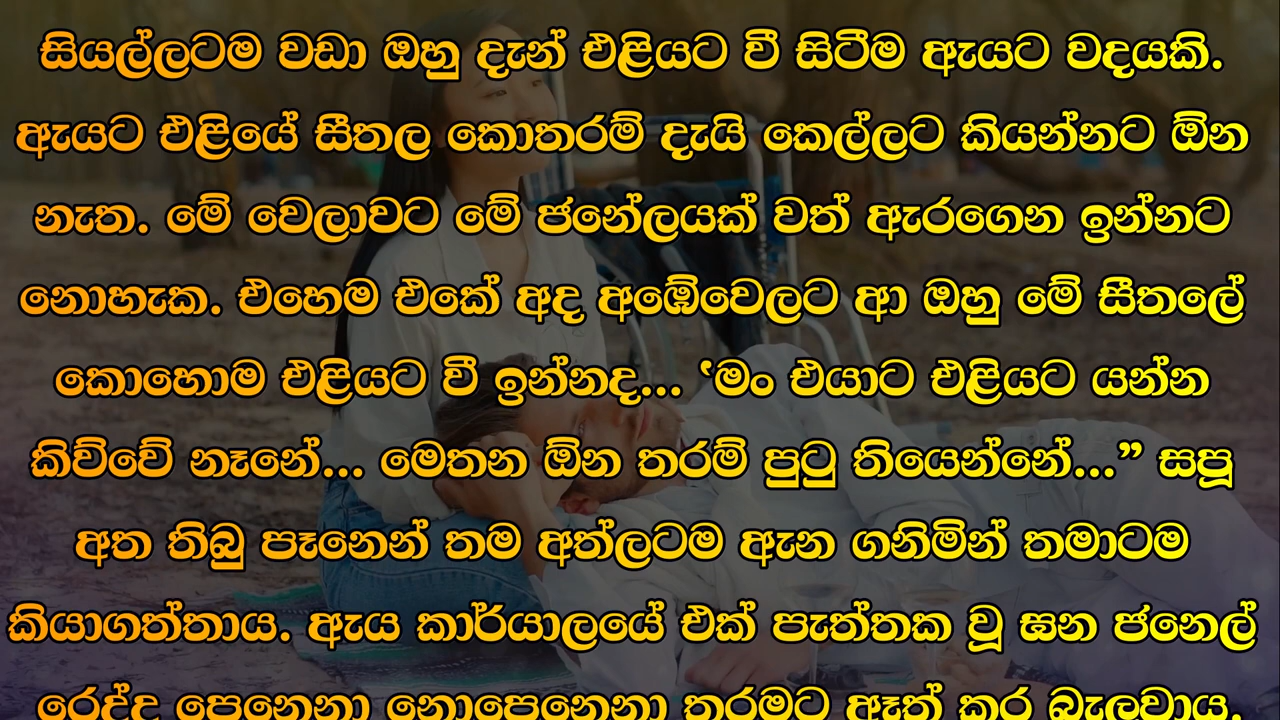 සියල්ලටම වඩා ඔහු දැන් එළියට වී සිටීම ඇයට වදයකි.
ඇයට එළියේ සීතල කොතරම් දැයි කෙල්ලට කියන්නට ඕන
නැත. මේ වෙලාවට මේ ජනේලයක් වත් ඇරගෙන ඉන්නට
නොහැක. එහෙම එකේ අද අඹේවෙලට ආ ඔහු මේ සීතලේ
කොහොම එළියට වී ඉන්නද... ‘මං එයාට එළියට යන්න
කිව්වේ නෑනේ... මෙතන ඕන තරම් පුටු තියෙන්නේ...” සපූ
අත තිබු පෑනෙන් තම අත්ලටම ඇන ගනිමින් තමාටම
කියාගත්තාය. ඇය කාර්යාලයේ එක් පැත්තක වූ ඝන ජනෙල්
රෙද්ද පෙනෙනා නොපෙනෙනා තරමට ඈත් කර බැලුවාය.